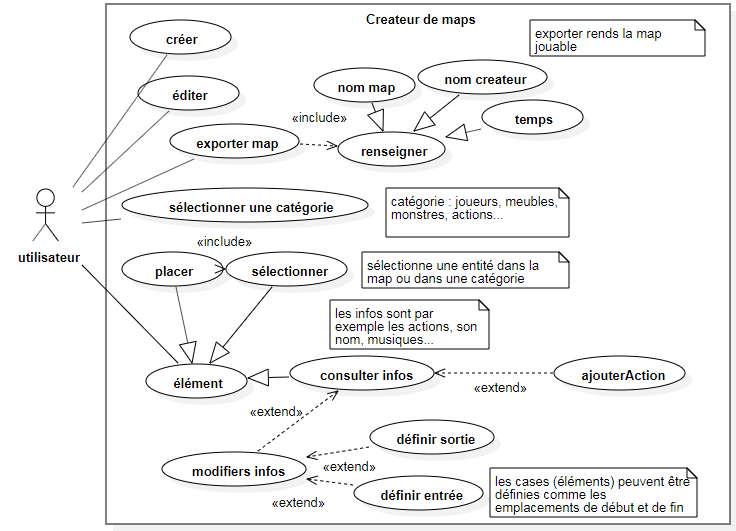 Createur de maps
créer
exporter rends la map
jouable
éditer
nom map
nom createur
«include»
temps
exporter map
renseigner
sélectionner une catégorie
catégorie : joueurs, meubles,
monstres, actions...
utilisateur
«include»
placer
sélectionner
sélectionne une entité dans la
map ou dans une catégorie
les infos sont par
exemple les actions, son
nom, musiques...
élément
consulter infos
«extend»
ajouterAction
«extend»
définir sortie
modifiers infos
«extend»
définir entrée
«extend»
les cases (éléments) peuvent être
définies comme les
emplacements de début et de fin